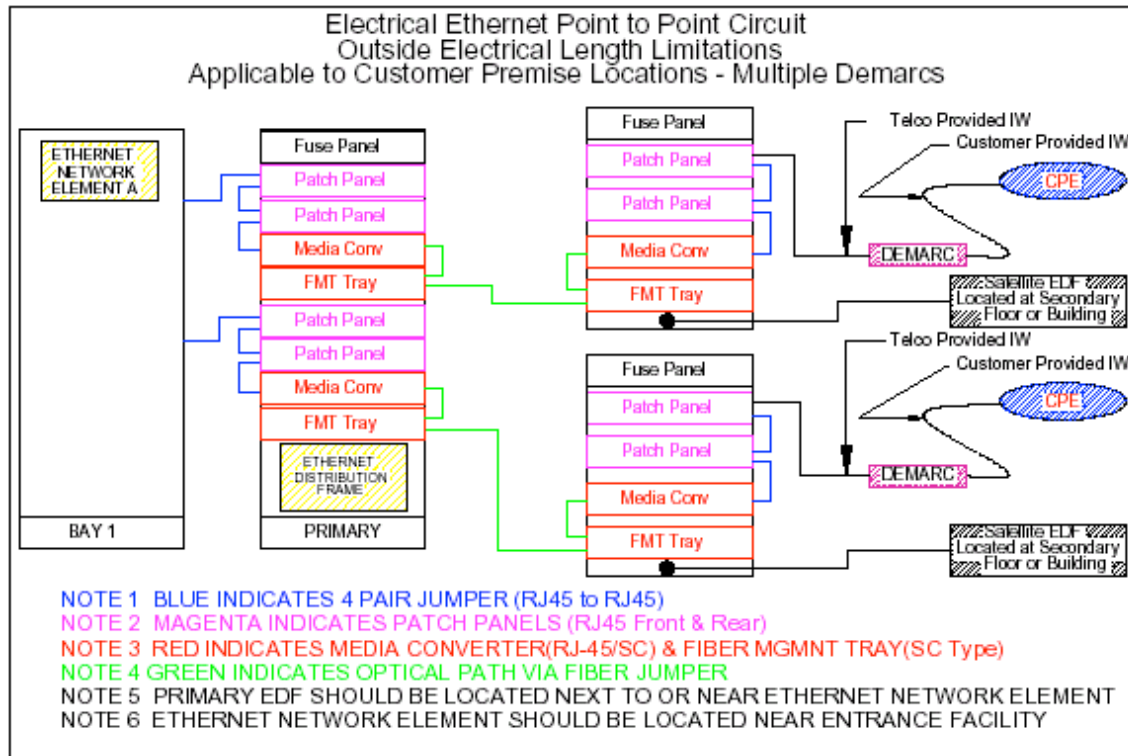 Electrical Ethernet Point to Point Circuit
Outside Electrical Length Limitations
Applicable to Customer Premise Locations - Multiple Demarcs
ETHERNET
NETWORK
ELEMENT A
BAY 1
Fuse Panel
Patch Panel
Patch Panel
Media Conv
FMT Tray
Patch Panel
Patch Panel
Media Conv
FMT Tray
ETHERNET
DISTRIBUTION
FRAME
PRIMARY
Fuse Panel
Patch Panel
Patch Panel
Media Conv
FMT Tray
Telco Provided IW
Customer Provided IW
CPE
DEMARC
Satellite EDF
Located at Secondary
Floor or Building
Fuse Panel
Patch Panel
Patch Panel
Media Conv
FMT Tray
Telco Provided IW
Customer Provided IW
CPE
DEMARC
Satellite EDF
Located at Secondary
Floor or Building
NOTE 1 BLUE INDICATES 4 PAIR JUMPER (RJ45 to RJ45)
NOTE 2 MAGENTA INDICATES PATCH PANELS (RJ45 Front & Rear)
NOTE 3 RED INDICATES MEDIA CONVERTER(RJ-45/SC) & FIBER MGMNT TRAY(SC Type)
NOTE 4 GREEN INDICATES OPTICAL PATH VIA FIBER JUMPER
NOTE 5 PRIMARY EDF SHOULD BE LOCATED NEXT TO OR NEAR ETHERNET NETWORK ELEMENT
NOTE 6 ETHERNET NETWORK ELEMENT SHOULD BE LOCATED NEAR ENTRANCE FACILITY